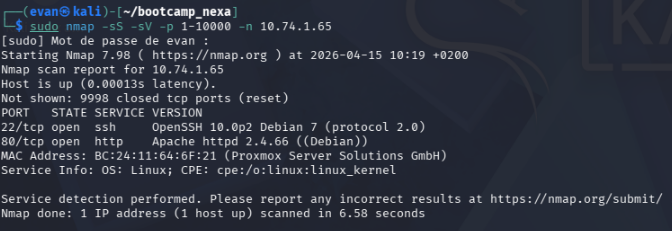 ┌──(evan㉿kali)-[~/bootcamp_nexa]
└─$ sudo nmap -sS -sV -p 1-10000 -n 10.74.1.65
[sudo] Mot de passe de evan :
Starting Nmap 7.98 ( https://nmap.org ) at 2026-04-15 10:19 +0200
Nmap scan report for 10.74.1.65
Host is up (0.00013s latency).
Not shown: 9998 closed tcp ports (reset)
PORT   STATE SERVICE VERSION
22/tcp open  ssh     OpenSSH 10.0p2 Debian 7 (protocol 2.0)
80/tcp open  http    Apache httpd 2.4.66 ((Debian))
MAC Address: BC:24:11:64:6F:21 (Proxmox Server Solutions GmbH)
Service Info: OS: Linux; CPE: cpe:/o:linux:linux_kernel

Service detection performed. Please report any incorrect results at https://nmap.org/submit/
Nmap done: 1 IP address (1 host up) scanned in 6.58 seconds